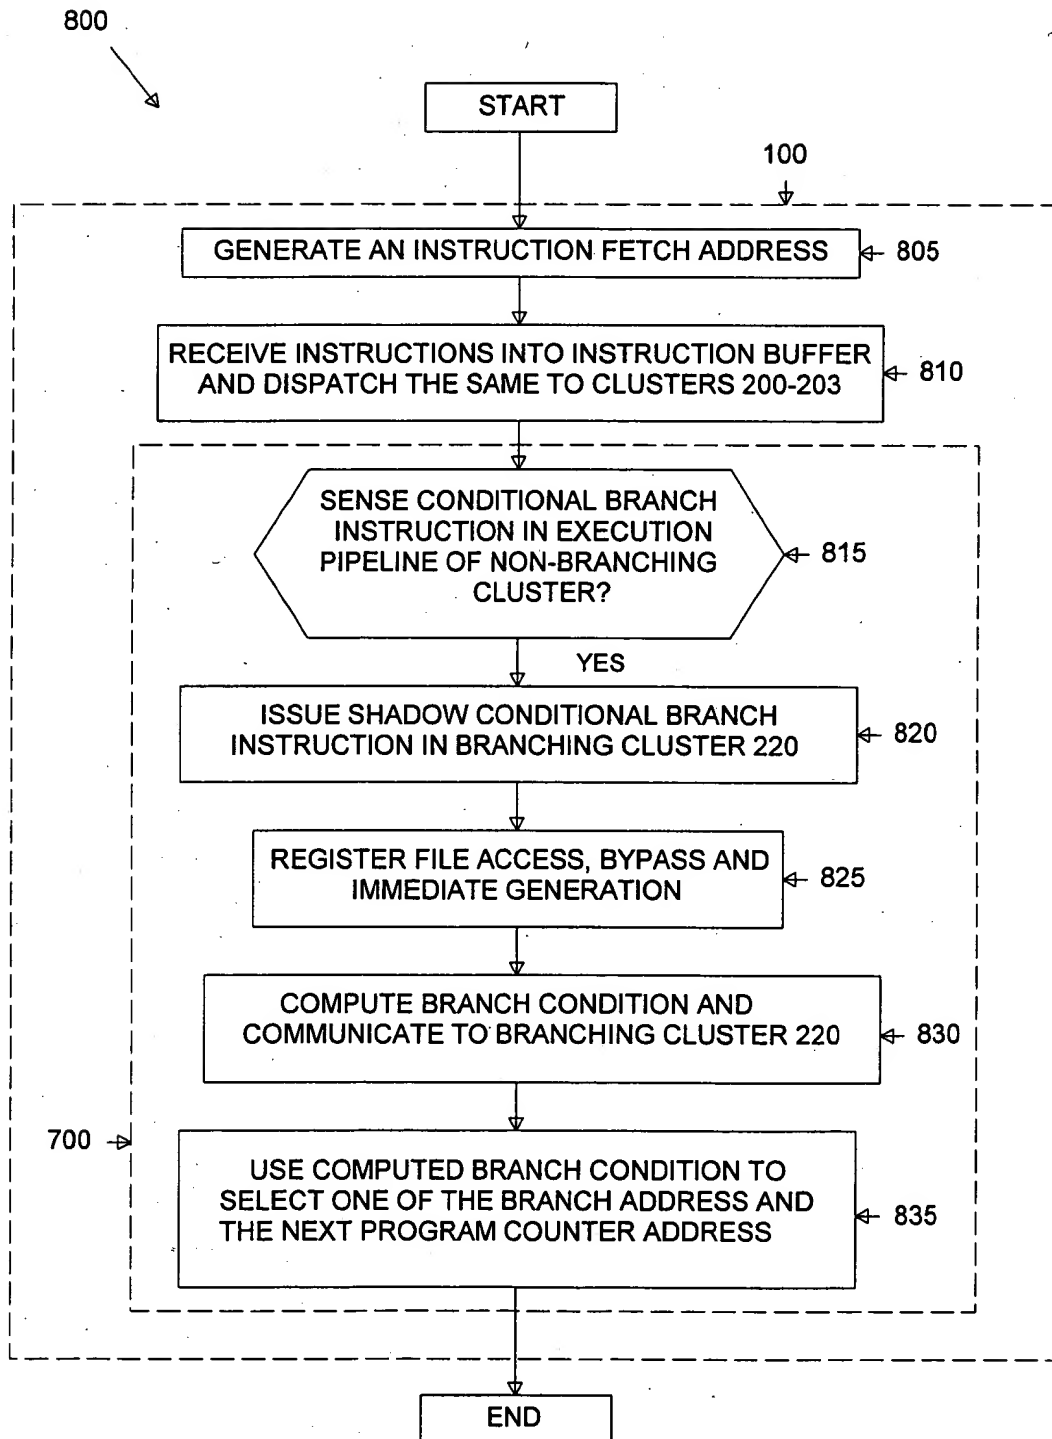 800
START
100
GENERATE AN INSTRUCTION FETCH ADDRESS
805
RECEIVE INSTRUCTIONS INTO INSTRUCTION BUFFER
AND DISPATCH THE SAME TO CLUSTERS 200-203
810
SENSE CONDITIONAL BRANCH
INSTRUCTION IN EXECUTION
PIPELINE OF NON-BRANCHING
CLUSTER?
815
YES
ISSUE SHADOW CONDITIONAL BRANCH
INSTRUCTION IN BRANCHING CLUSTER 220
820
REGISTER FILE ACCESS, BYPASS AND
IMMEDIATE GENERATION
825
COMPUTE BRANCH CONDITION AND
COMMUNICATE TO BRANCHING CLUSTER 220
830
700
USE COMPUTED BRANCH CONDITION TO
SELECT ONE OF THE BRANCH ADDRESS AND
THE NEXT PROGRAM COUNTER ADDRESS
835
END